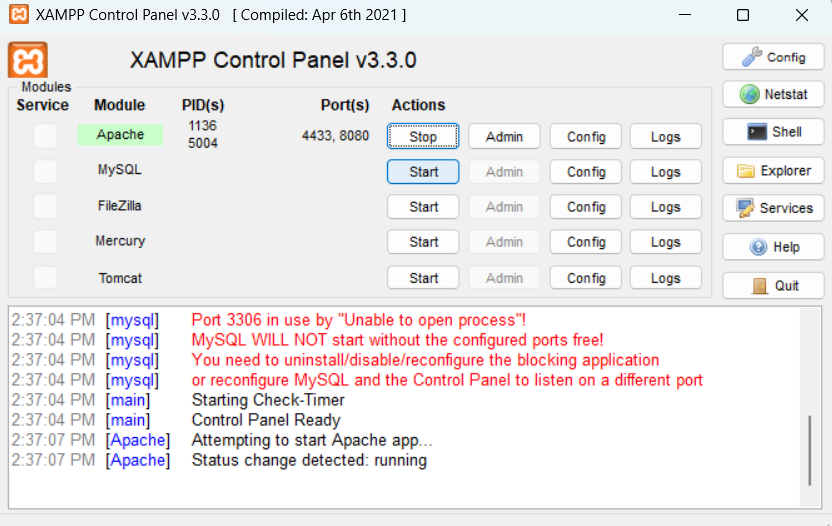 XAMPP Control Panel v3.3.0 [ Compiled: Apr 6th 2021 ]
XAMPP Control Panel v3.3.0
Config
Modules
Service Module PID(s) Port(s) Actions
Netstat
Apache 1136 5004 4433, 8080 Stop Admin Config Logs
Shell
MySQL Start Admin Config Logs
Explorer
FileZilla Start Admin Config Logs
Services
Mercury Start Admin Config Logs
Help
Tomcat Start Admin Config Logs
Quit
2:37:04 PM [mysql] Port 3306 in use by "Unable to open process"!
2:37:04 PM [mysql] MySQL WILL NOT start without the configured ports free!
2:37:04 PM [mysql] You need to uninstall/disable/reconfigure the blocking application
2:37:04 PM [mysql] or reconfigure MySQL and the Control Panel to listen on a different port
2:37:04 PM [main] Starting Check-Timer
2:37:04 PM [main] Control Panel Ready
2:37:07 PM [Apache] Attempting to start Apache app...
2:37:07 PM [Apache] Status change detected: running